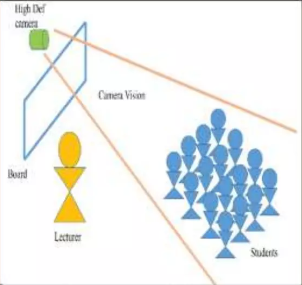 High Def
camera
Camera Vision
Board
Lecturer
Students